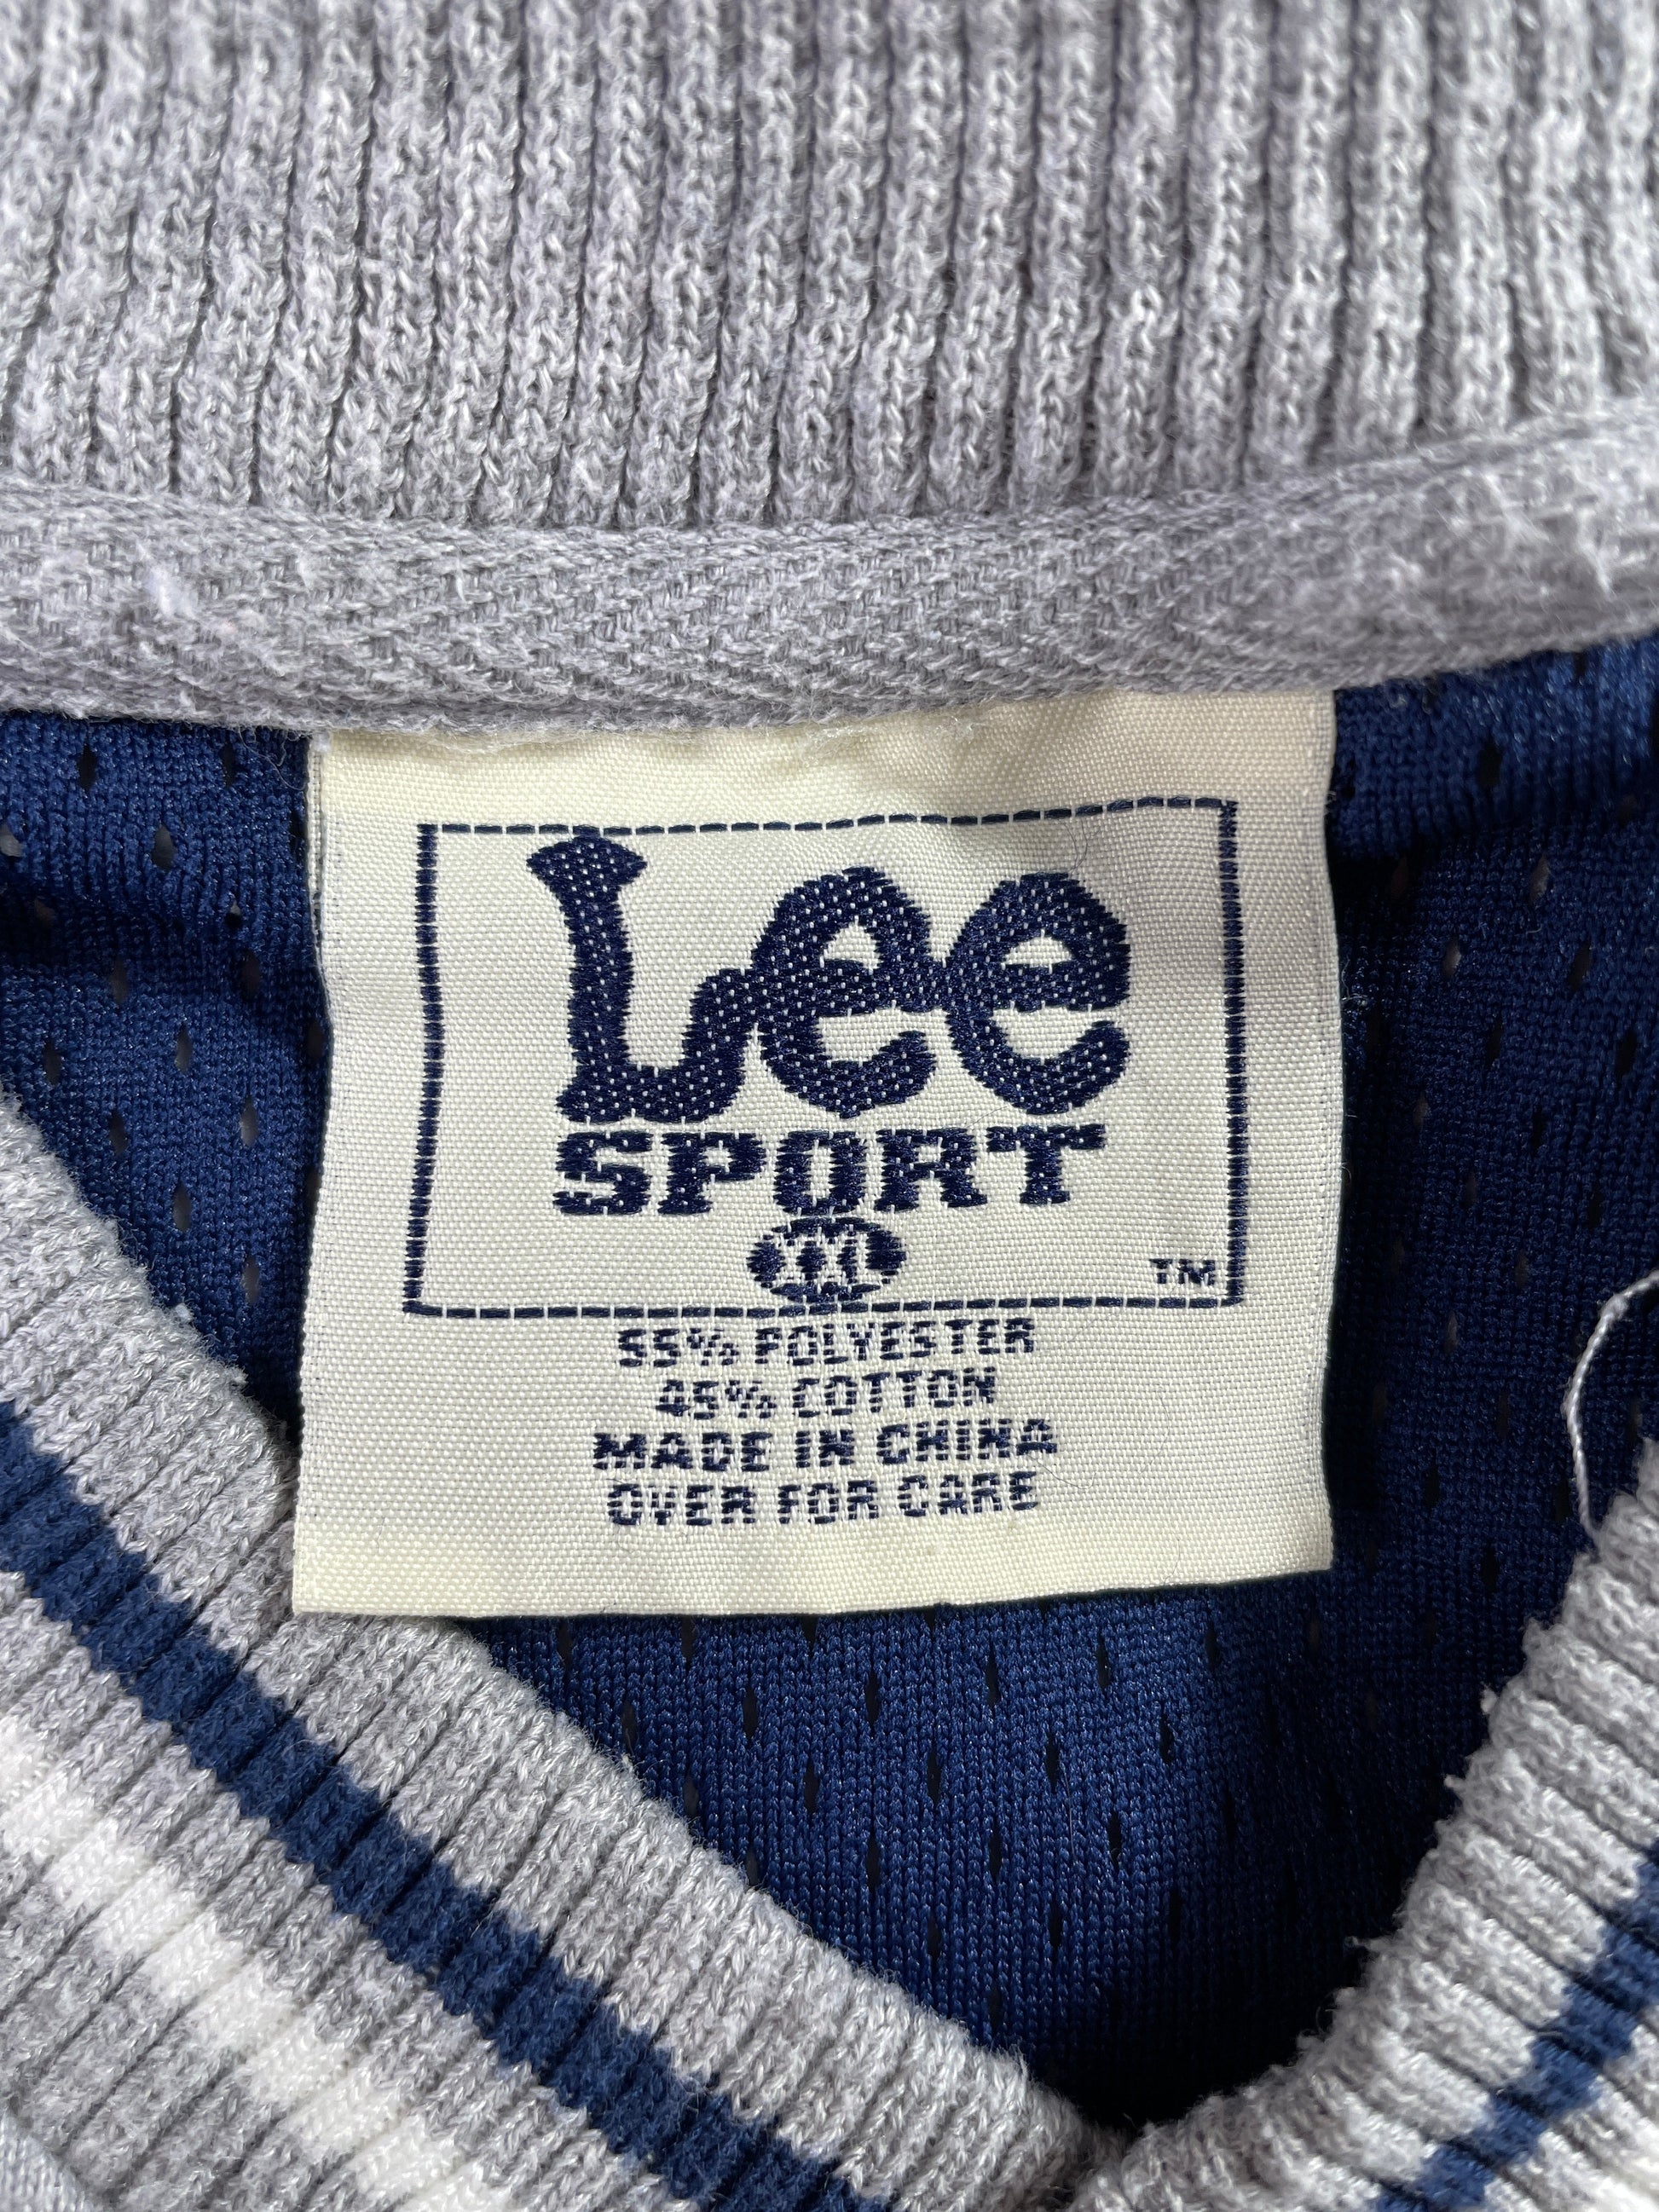 Lee
SPORT
XXL
TM
55% POLYESTER
45% COTTON
MADE IN CHINA
OVER FOR CARE